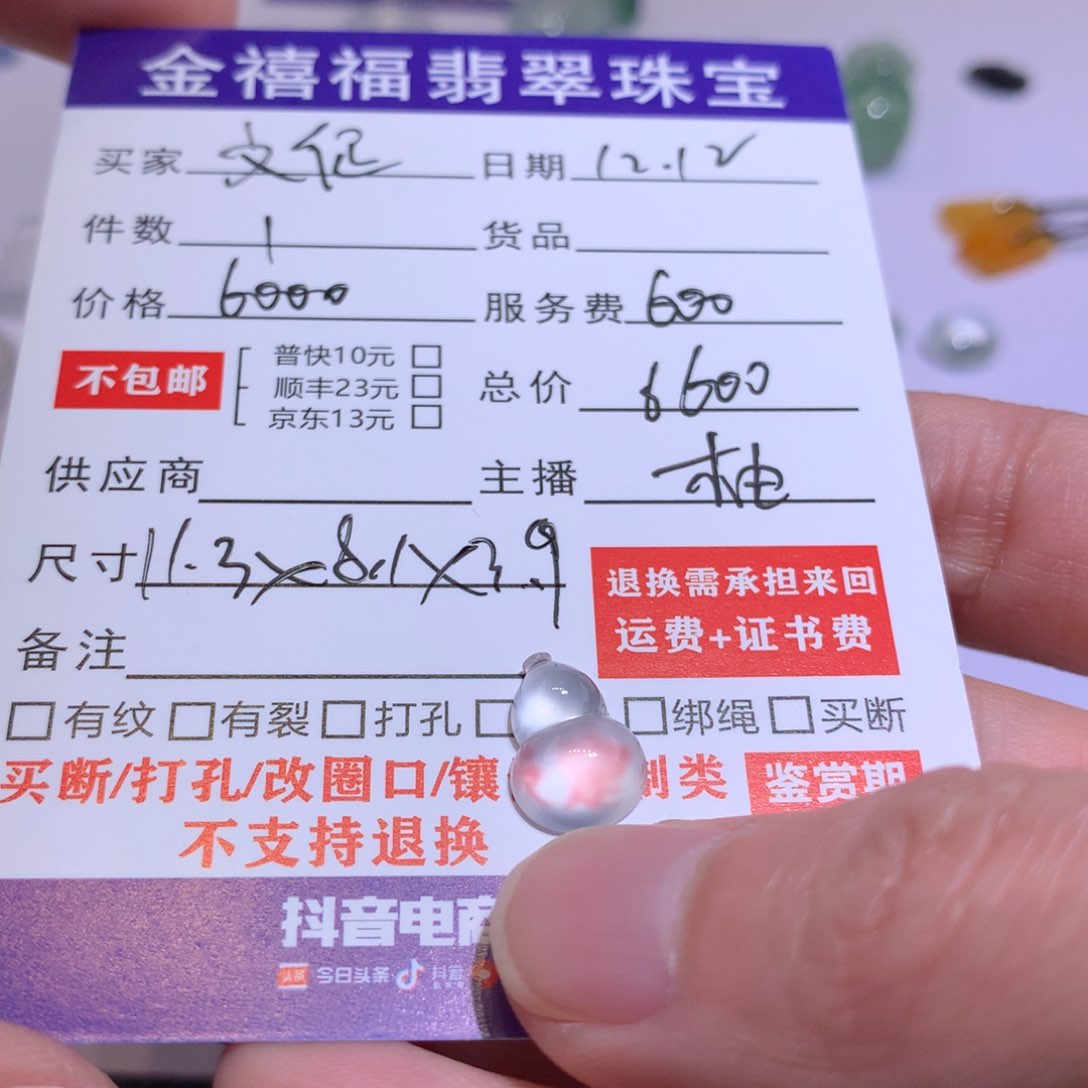 金禧福翡翠珠宝
买家 文 日期 12.12
件数 1 货品
价格 6000 服务费 600
不包邮 普快10元 □
顺丰23元 □
京东13元 □
总价 6600
供应商 主播 柚
尺寸 11.3×8.1×3.9
退换需承担来回
运费+证书费
备注
□有纹 □有裂 □打孔 □ □绑绳 □买断
买断/打孔/改圈口/镶 制类
鉴赏期
不支持退换
抖音电商
今日头条 抖音